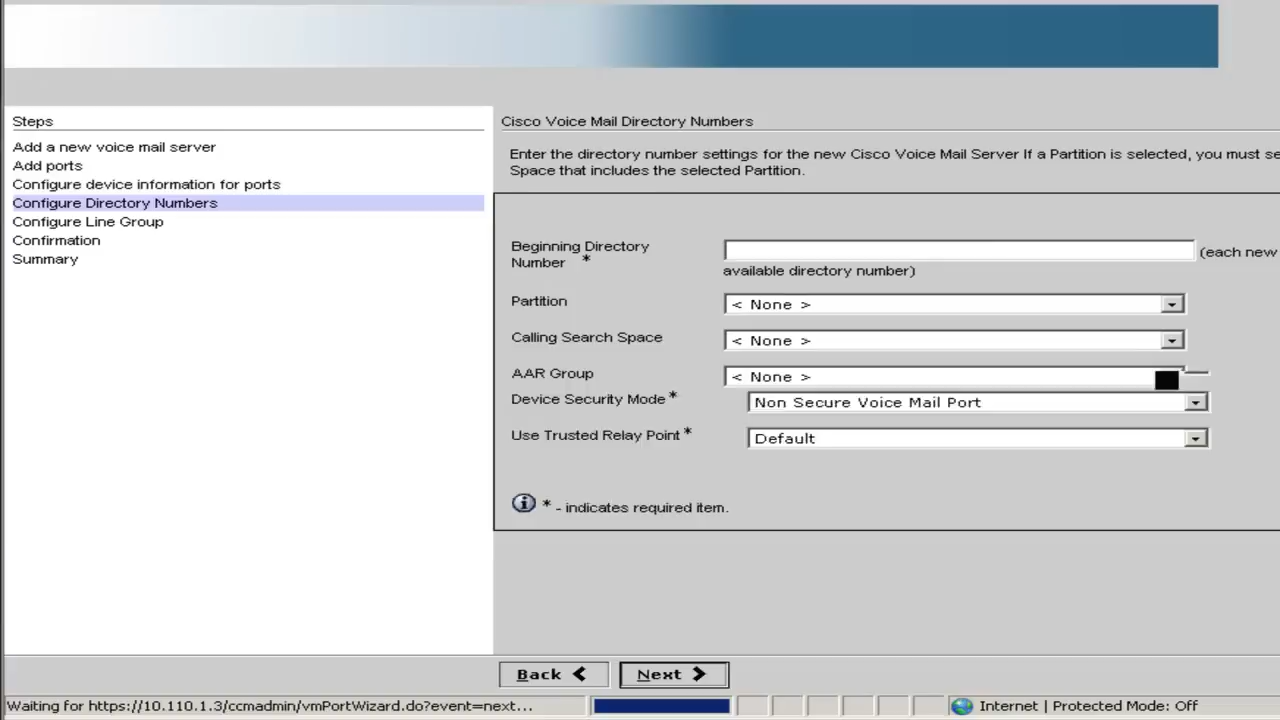 Steps
Add a new voice mail server
Add ports
Configure device information for ports
Configure Directory Numbers
Configure Line Group
Confirmation
Summary
Cisco Voice Mail Directory Numbers
Enter the directory number settings for the new Cisco Voice Mail Server If a Partition is selected, you must se
Space that includes the selected Partition.
Beginning Directory
Number *
(each new
available directory number)
Partition
< None >
Calling Search Space
< None >
AAR Group
< None >
Device Security Mode *
Non Secure Voice Mail Port
Use Trusted Relay Point *
Default
* - indicates required item.
Back
Next
Waiting for https://10.110.1.3/ccmadmin/vmPortWizard.do?event=next...
Internet | Protected Mode: Off